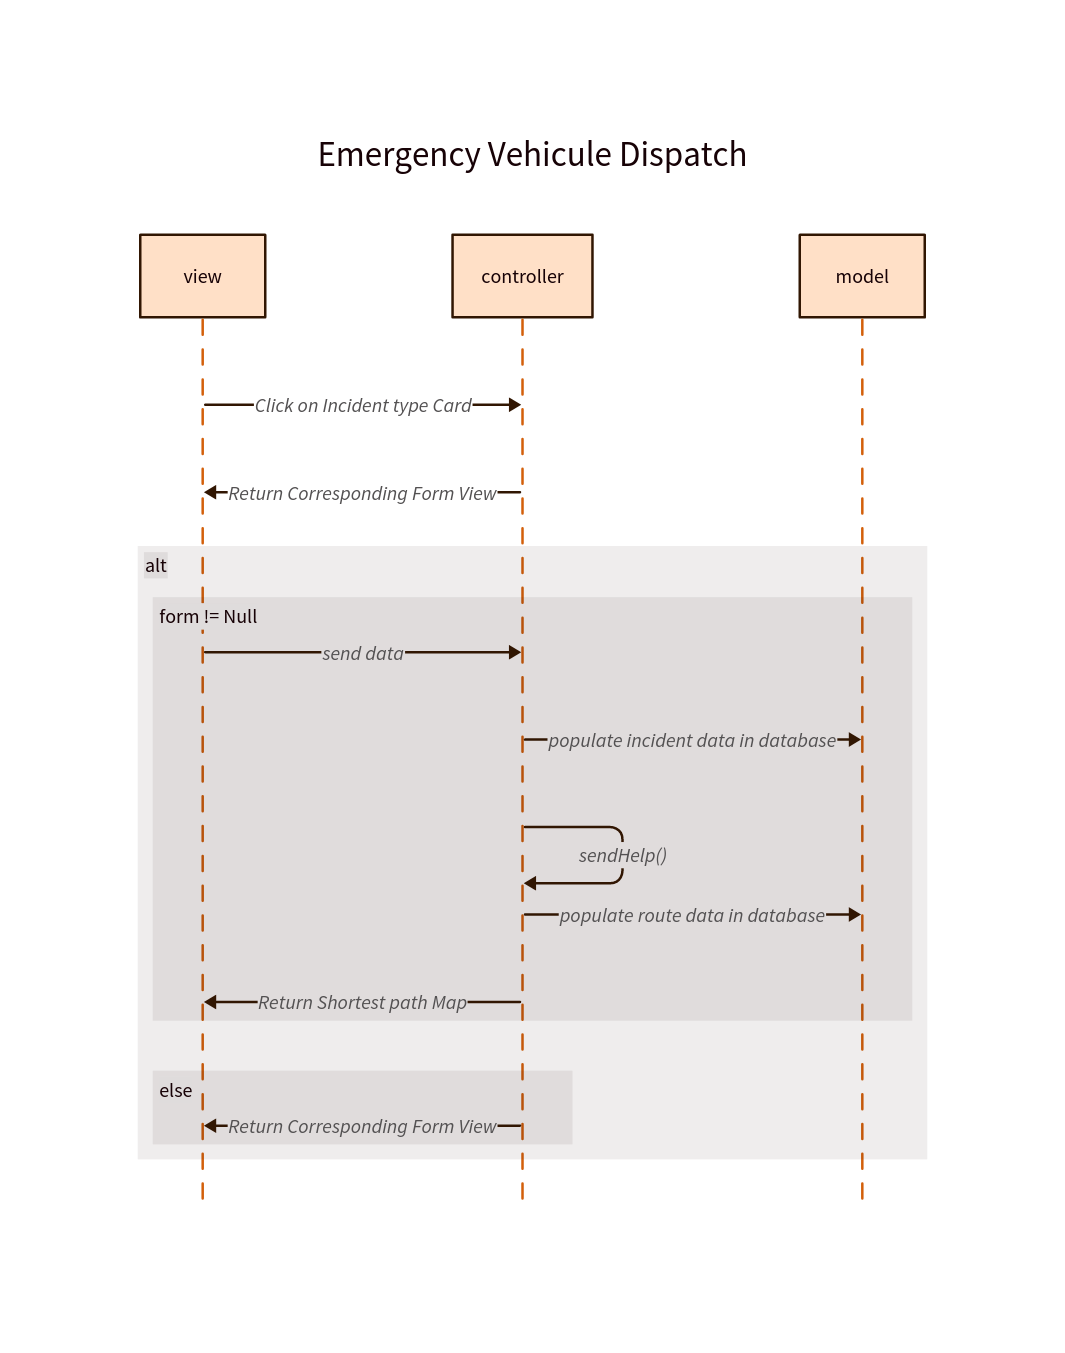 Emergency Vehicule Dispatch
view
controller
model
Click on Incident type Card
Return Corresponding Form View
alt
form != Null
send data
populate incident data in database
sendHelp()
populate route data in database
Return Shortest path Map
else
Return Corresponding Form View